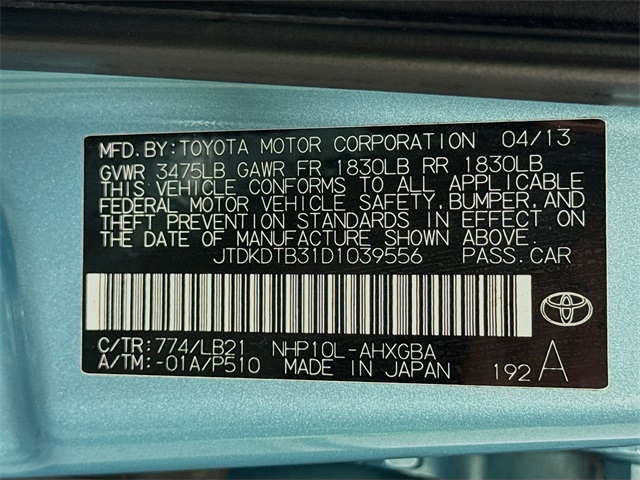 MFD.BY:TOYOTA MOTOR CORPORATION 04/13
GVWR 3475LB GAWR FR 1830LB RR 1830LB
THIS VEHICLE CONFORMS TO ALL APPLICABLE
FEDERAL MOTOR VEHICLE SAFETY,BUMPER,AND
THEFT PREVENTION STANDARDS IN EFFECT ON
THE DATE OF MANUFACTURE SHOWN ABOVE.
JTDKDTB31D1039556 PASS.CAR
C/TR:774/LB21 NHP10L-AHXGBA
A/TM:-01A/P510 MADE IN JAPAN 192 A